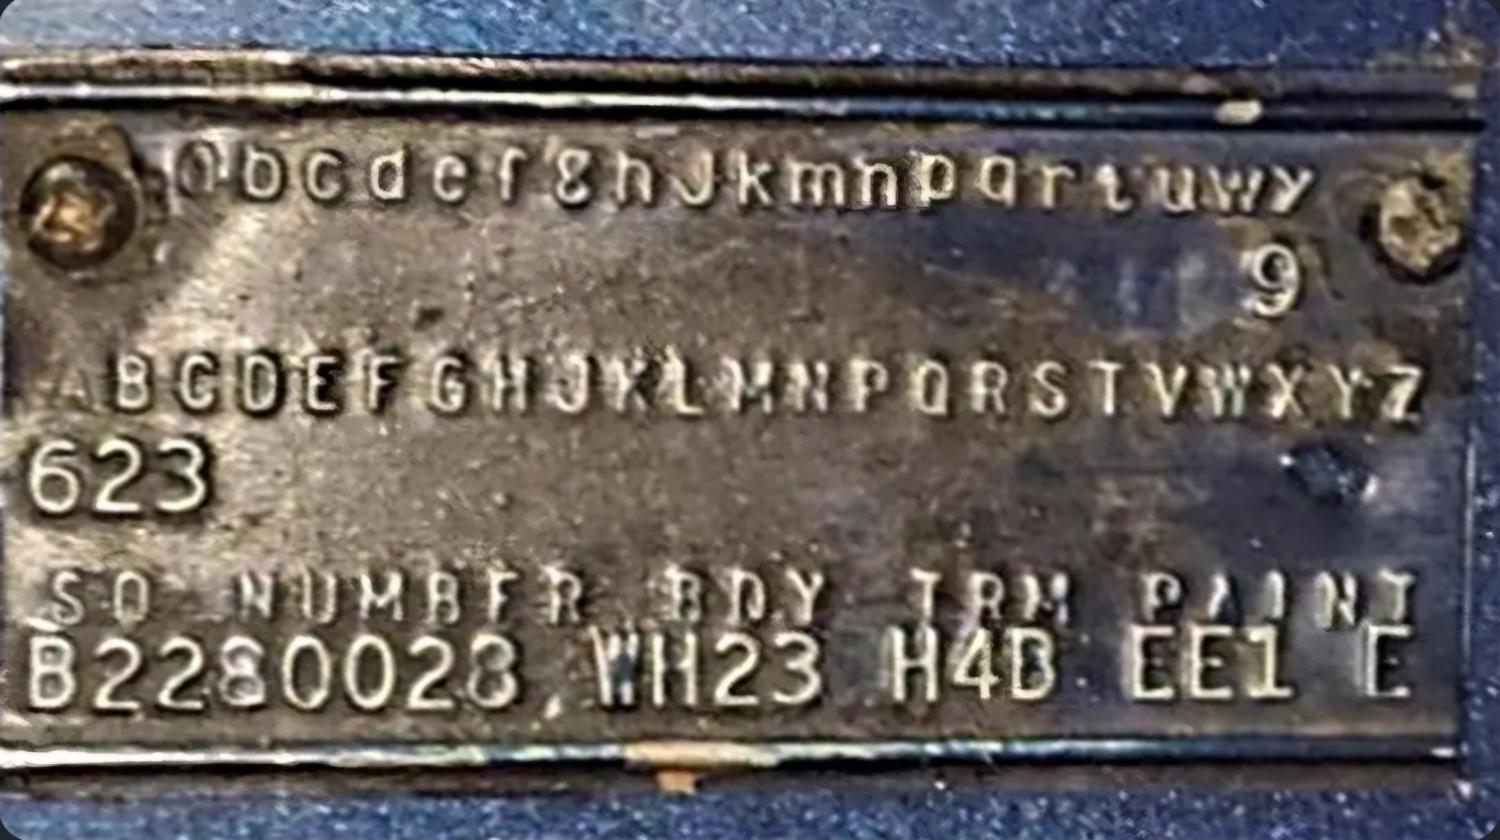 abcdefghJkmnpqrtuwy
9
ABCDEFGHJKLMNPQRSTVWXYZ
623
SO NUMBER BDY TRM PAINT
B2280028 WH23 H4B EE1 E